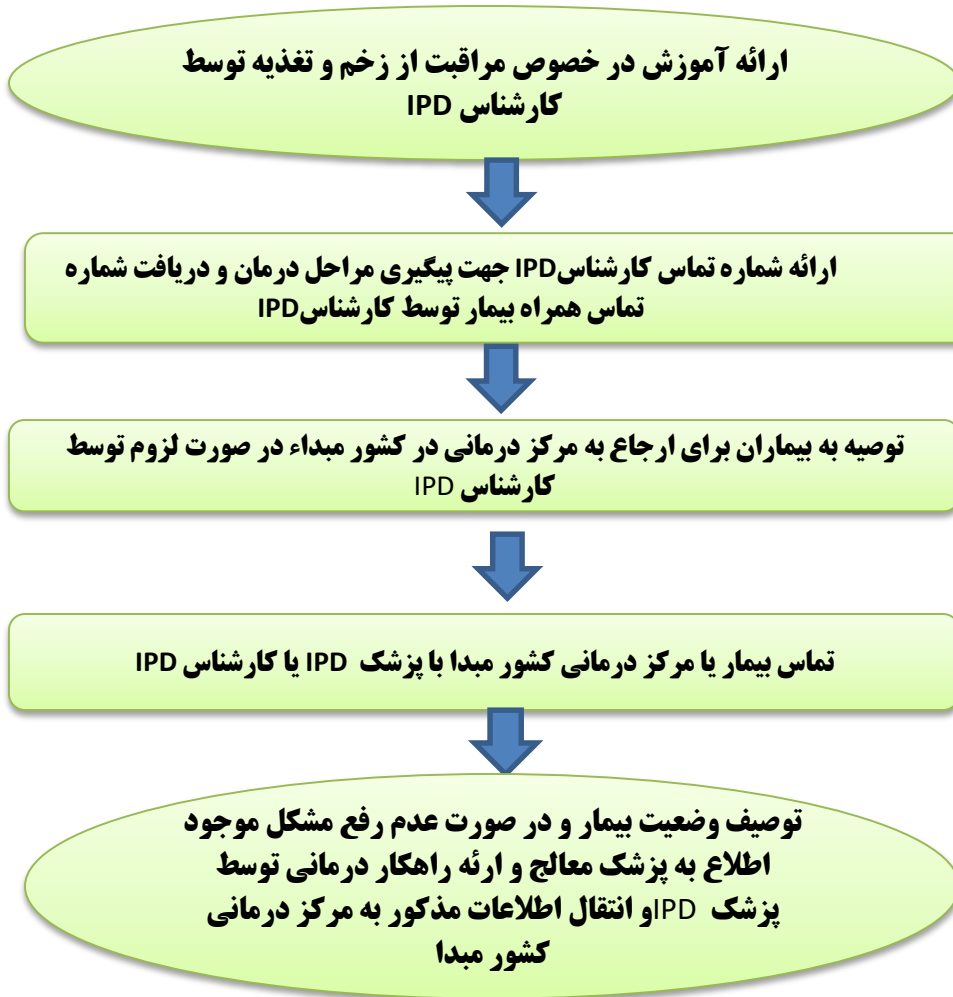 ارائه آموزش در خصوص مراقبت از زخم و تغذیه توسط
کارشناس IPD
ارائه شماره تماس کارشناسIPD جهت پیگیری مراحل درمان و دریافت شماره
تماس همراه بیمار توسط کارشناسIPD
توصیه به بیماران برای ارجاع به مرکز درمانی در کشور مبداء در صورت لزوم توسط
کارشناس IPD
تماس بیمار یا مرکز درمانی کشور مبدا با پزشک IPD یا کارشناس IPD
توصیف وضعیت بیمار و در صورت عدم رفع مشکل موجود
اطلاع به پزشک معالج و ارئه راهکار درمانی توسط
پزشک IPDو انتقال اطلاعات مذکور به مرکز درمانی
کشور مبدا